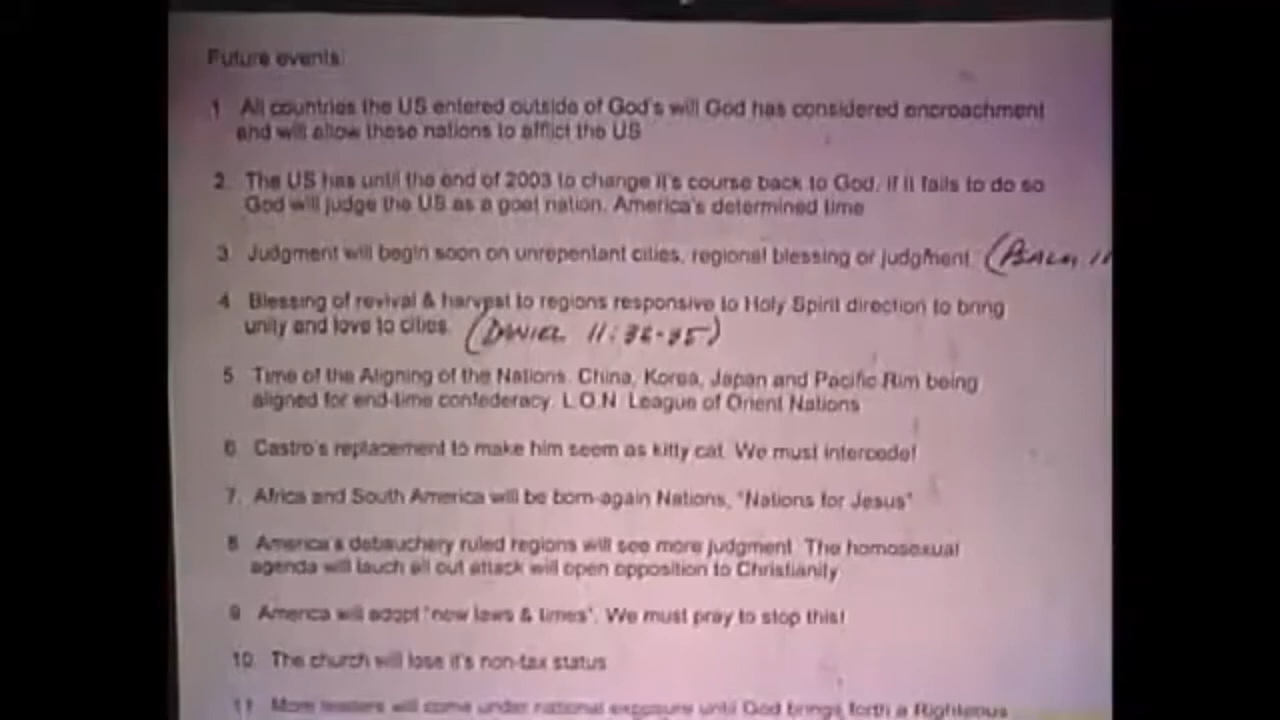 Future events:
1 All countries the US entered outside of God's will God has considered encroachment
and will allow these nations to afflict the US
2. The US has until the end of 2003 to change it's course back to God, if it fails to do so
God will judge the US as a goat nation. America's determined time
3 Judgment will begin soon on unrepentant cities, regional blessing or judgment (PSALM 11
4 Blessing of revival & harvest to regions responsive to Holy Spirit direction to bring
unity and love to cities (DANIEL 11:
5 Time of the Aligning of the Nations. China, Korea, Japan and Pacific Rim being
aligned for end-time confederacy. L.O.N. League of Orient Nations
6 Castro's replacement to make him seem as kitty cat. We must intercede!
7. Africa and South America will be born-again Nations, "Nations for Jesus"
8 America's debauchery ruled regions will see more judgment. The homosexual
agenda will lauch all out attack will open opposition to Christianity
9 America will adopt "new laws & times". We must pray to stop this!
10 The church will lose it's non-tax status
11 More leaders will come under national exposure until God brings forth a Righteous